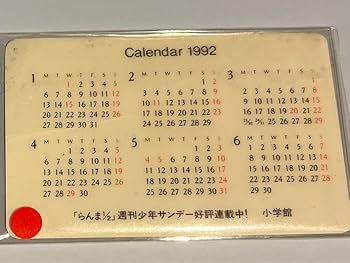 Calendar 1992
1 M T W T F S S
1 2 3 4 5
6 7 8 9 10 11 12
13 14 15 16 17 18 19
20 21 22 23 24 25 26
27 28 29 30 31
2 M T W T F S S
1 2
3 4 5 6 7 8 9
10 11 12 13 14 15 16
17 18 19 20 21 22 23
24 25 26 27 28 29
3 M T W T F S S
1
2 3 4 5 6 7 8
9 10 11 12 13 14 15
16 17 18 19 20 21 22
23/30 24/31 25 26 27 28 29
4 M T W T F S S
1 2 3 4 5
6 7 8 9 10 11 12
13 14 15 16 17 18 19
20 21 22 23 24 25 26
27 28 29 30
5 M T W T F S S
1 2 3
4 5 6 7 8 9 10
11 12 13 14 15 16 17
18 19 20 21 22 23 24
25 26 27 28 29 30 31
6 M T W T F S S
1 2 3 4 5 6 7
8 9 10 11 12 13 14
15 16 17 18 19 20 21
22 23 24 25 26 27 28
29 30
「らんま½」週刊少年サンデー好評連載中! 小学館